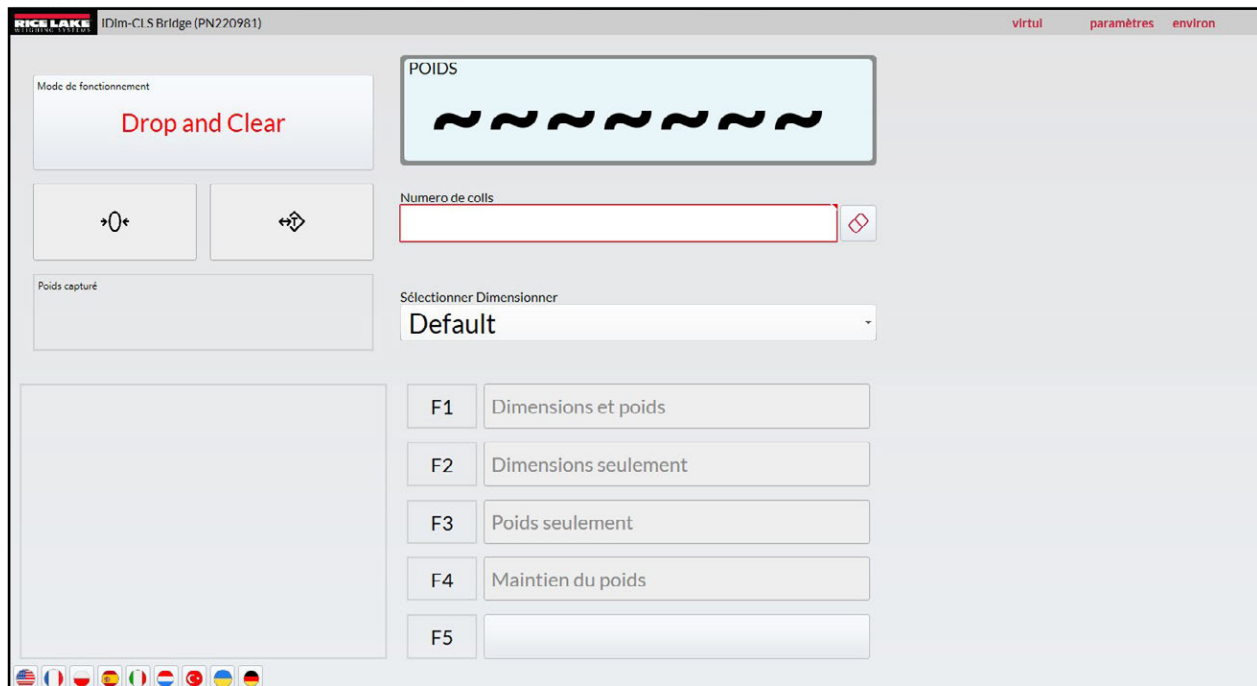 RICE LAKE
WEIGHING SYSTEMS
IDim-CLS Bridge (PN220981)
virtul paramètres environ
Mode de fonctionnement
Drop and Clear
POIDS
~~~~~~~
→0←
T
Numero de colls
Poids capturé
Sélectionner Dimensionner
Default
F1 Dimensions et poids
F2 Dimensions seulement
F3 Poids seulement
F4 Maintien du poids
F5